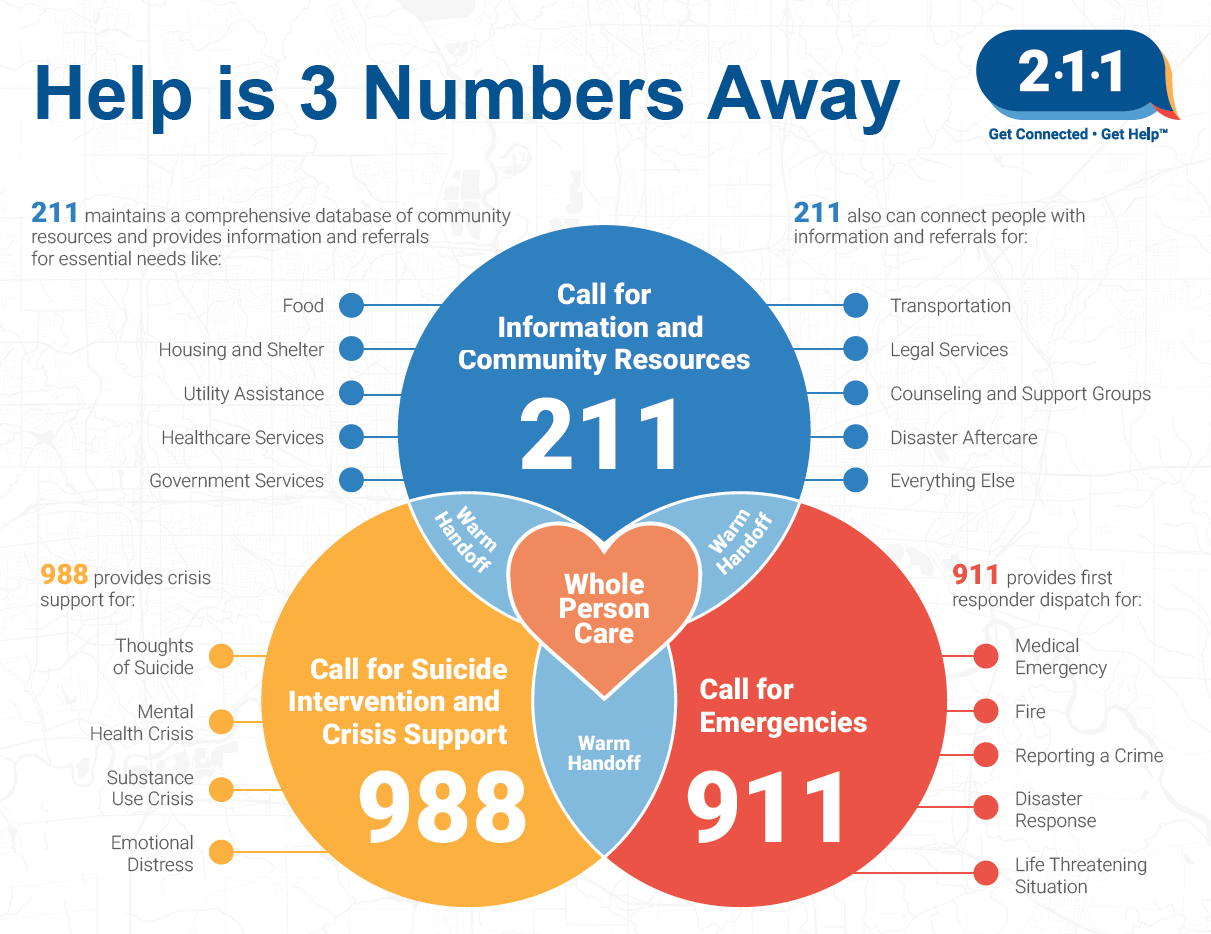 Help is 3 Numbers Away
2·1·1
Get Connected • Get Help™
211 maintains a comprehensive database of community
resources and provides information and referrals
for essential needs like:
Food
Housing and Shelter
Utility Assistance
Healthcare Services
Government Services
211 also can connect people with
information and referrals for:
Transportation
Legal Services
Counseling and Support Groups
Disaster Aftercare
Everything Else
Call for
Information and
Community Resources
211
Warm
Handoff
Warm
Handoff
Whole
Person
Care
988 provides crisis
support for:
Thoughts
of Suicide
Mental
Health Crisis
Substance
Use Crisis
Emotional
Distress
Call for Suicide
Intervention and
Crisis Support
988
Warm
Handoff
Call for
Emergencies
911
911 provides first
responder dispatch for:
Medical
Emergency
Fire
Reporting a Crime
Disaster
Response
Life Threatening
Situation